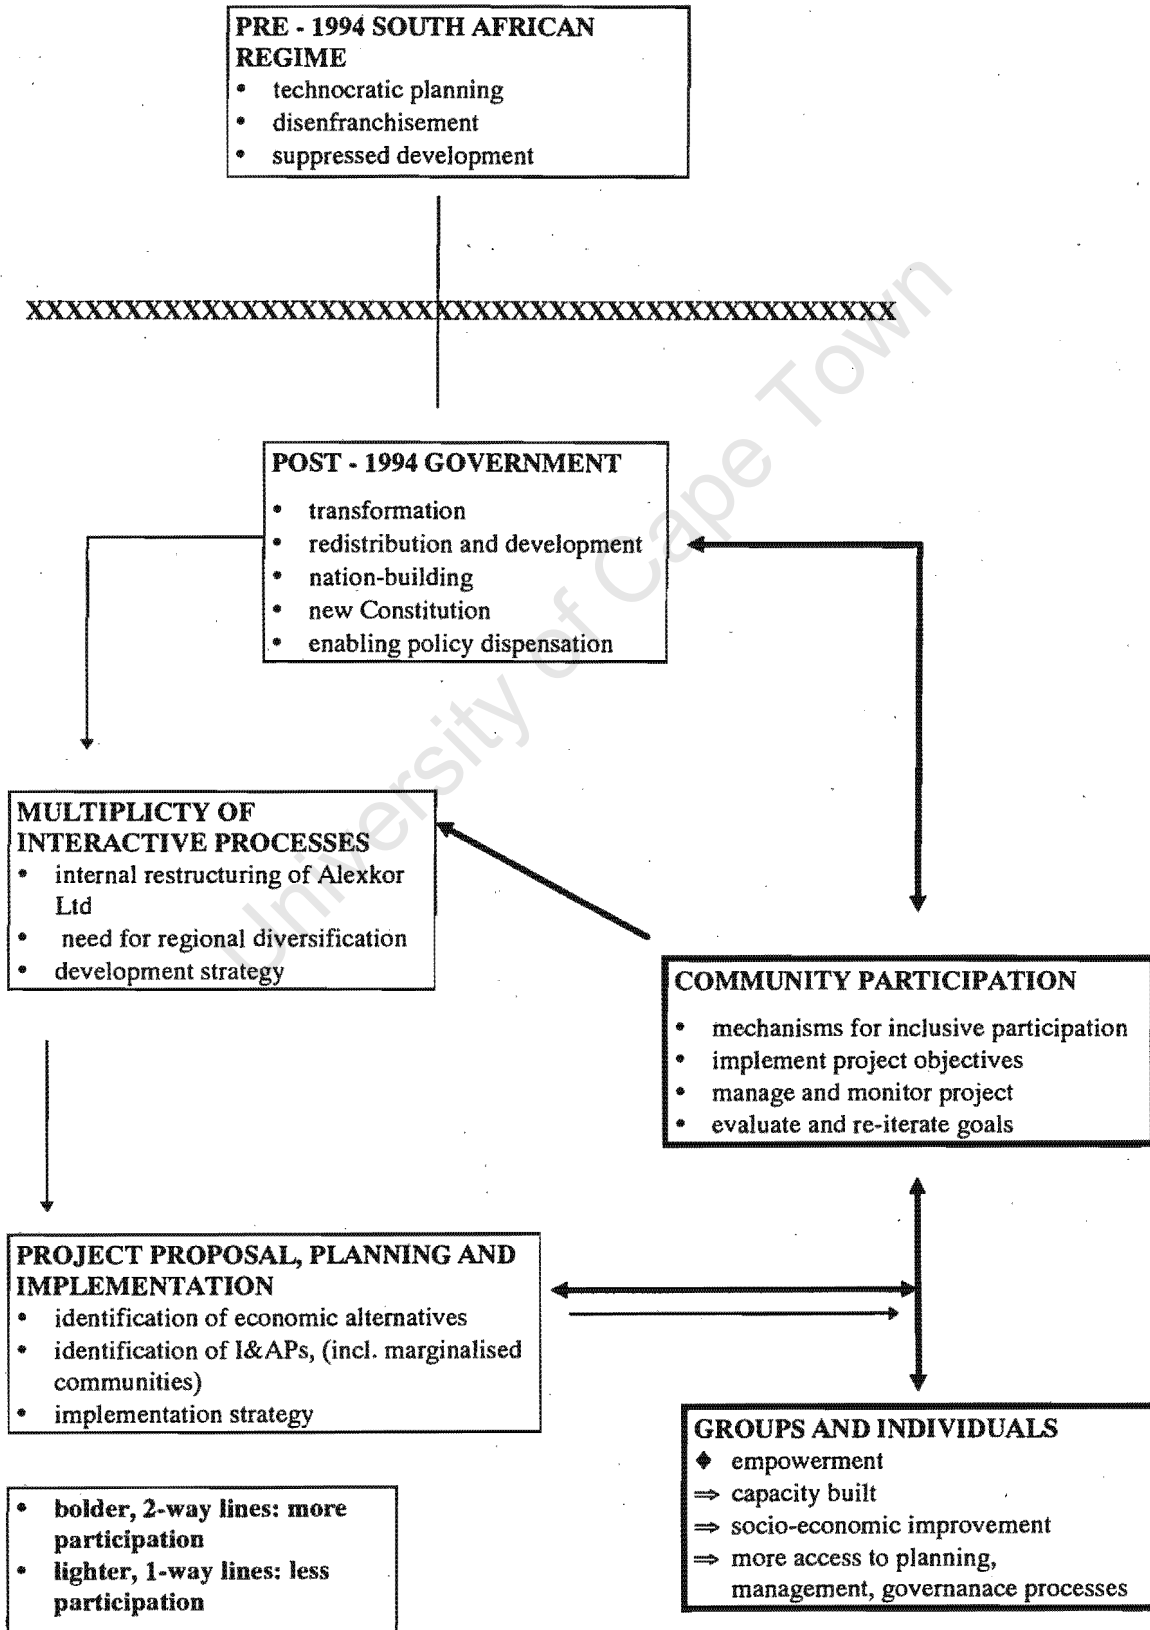 PRE - 1994 SOUTH AFRICAN
REGIME
• technocratic planning
• disenfranchisement
• suppressed development
XXXXXXXXXXXXXXXXXXXXXXXXXXXXXXXXXXXXXXXXXXXXX
POST - 1994 GOVERNMENT
• transformation
• redistribution and development
• nation-building
• new Constitution
• enabling policy dispensation
MULTIPLICTY OF
INTERACTIVE PROCESSES
• internal restructuring of Alexkor
Ltd
• need for regional diversification
• development strategy
COMMUNITY PARTICIPATION
• mechanisms for inclusive participation
• implement project objectives
• manage and monitor project
• evaluate and re-iterate goals
PROJECT PROPOSAL, PLANNING AND
IMPLEMENTATION
• identification of economic alternatives
• identification of I&APs, (incl. marginalised
communities)
• implementation strategy
GROUPS AND INDIVIDUALS
◆ empowerment
⇒ capacity built
⇒ socio-economic improvement
⇒ more access to planning,
management, governanace processes
• bolder, 2-way lines: more
participation
• lighter, 1-way lines: less
participation
University of Cape Town